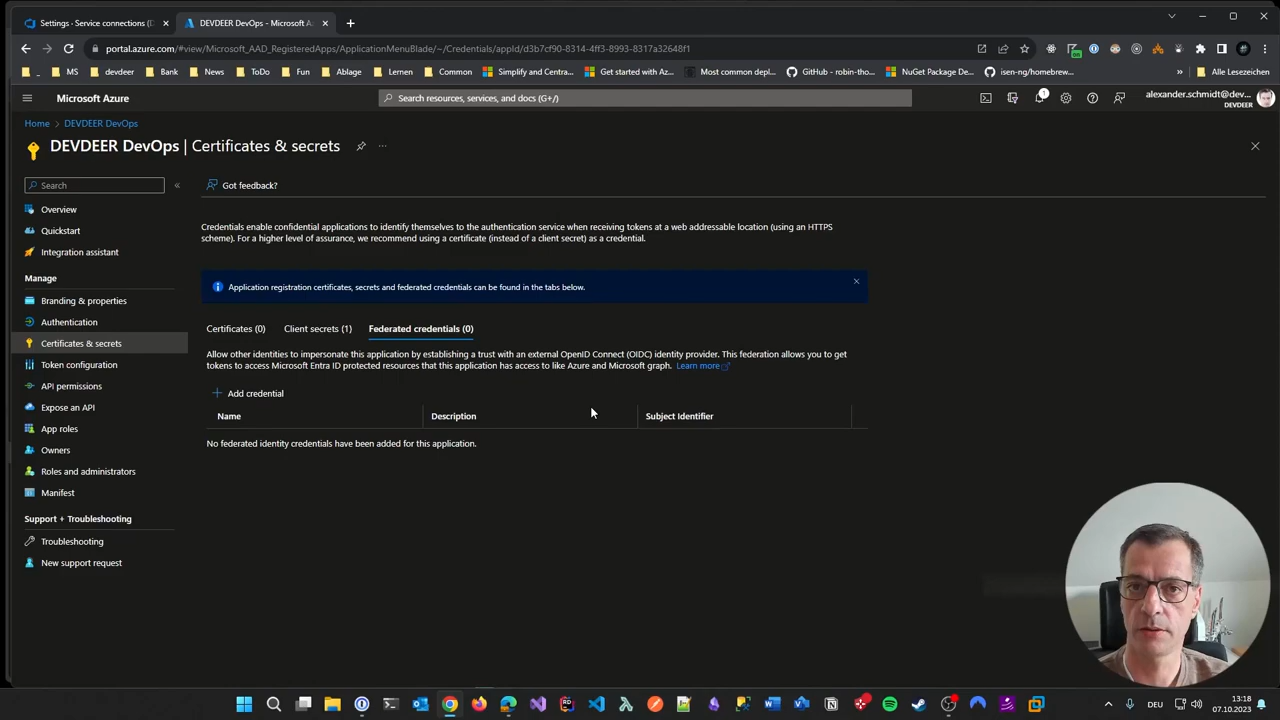 Settings · Service connections (D
DEVDEER DevOps - Microsoft A
portal.azure.com/#view/Microsoft_AAD_RegisteredApps/ApplicationMenuBlade/~/Credentials/appId/d3b7cf90-8314-4ff3-8993-8317a32648f1
_
MS
devdeer
Bank
News
ToDo
Fun
Ablage
Lernen
Common
Simplify and Centra...
Get started with Az...
Most common depl...
GitHub - robin-tho...
NuGet Package De...
isen-ng/homebrew...
»
Alle Lesezeichen
Microsoft Azure
Search resources, services, and docs (G+/)
1
alexander.schmidt@dev...
DEVDEER
Home > DEVDEER DevOps
DEVDEER DevOps | Certificates & secrets
...
Search
«
Got feedback?
Overview
Quickstart
Integration assistant
Manage
Branding & properties
Authentication
Certificates & secrets
Token configuration
API permissions
Expose an API
App roles
Owners
Roles and administrators
Manifest
Support + Troubleshooting
Troubleshooting
New support request
Credentials enable confidential applications to identify themselves to the authentication service when receiving tokens at a web addressable location (using an HTTPS
scheme). For a higher level of assurance, we recommend using a certificate (instead of a client secret) as a credential.
Application registration certificates, secrets and federated credentials can be found in the tabs below.
Certificates (0)
Client secrets (1)
Federated credentials (0)
Allow other identities to impersonate this application by establishing a trust with an external OpenID Connect (OIDC) identity provider. This federation allows you to get
tokens to access Microsoft Entra ID protected resources that this application has access to like Azure and Microsoft graph. Learn more
Add credential
Name
Description
Subject Identifier
No federated identity credentials have been added for this application.
DEU
13:18
07.10.2023